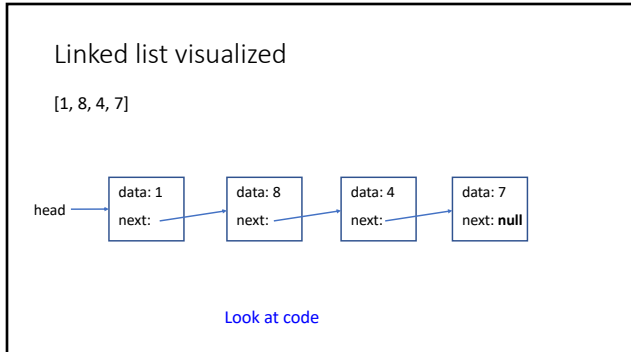 Linked list visualized
[1, 8, 4, 7]
head
data: 1
next:
data: 8
next:
data: 4
next:
data: 7
next: null
Look at code